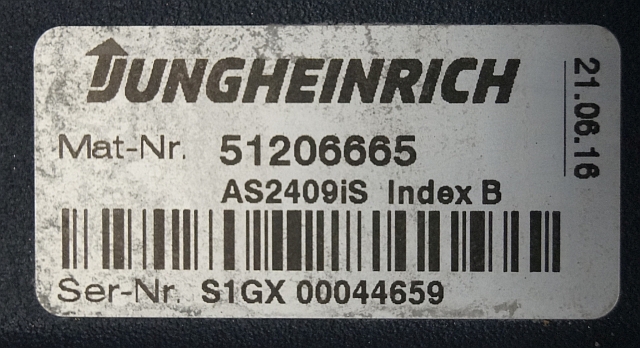 JUNGHEINRICH
21.06.16
Mat-Nr. 51206665
AS2409iS Index B
Ser-Nr. S1GX 00044659